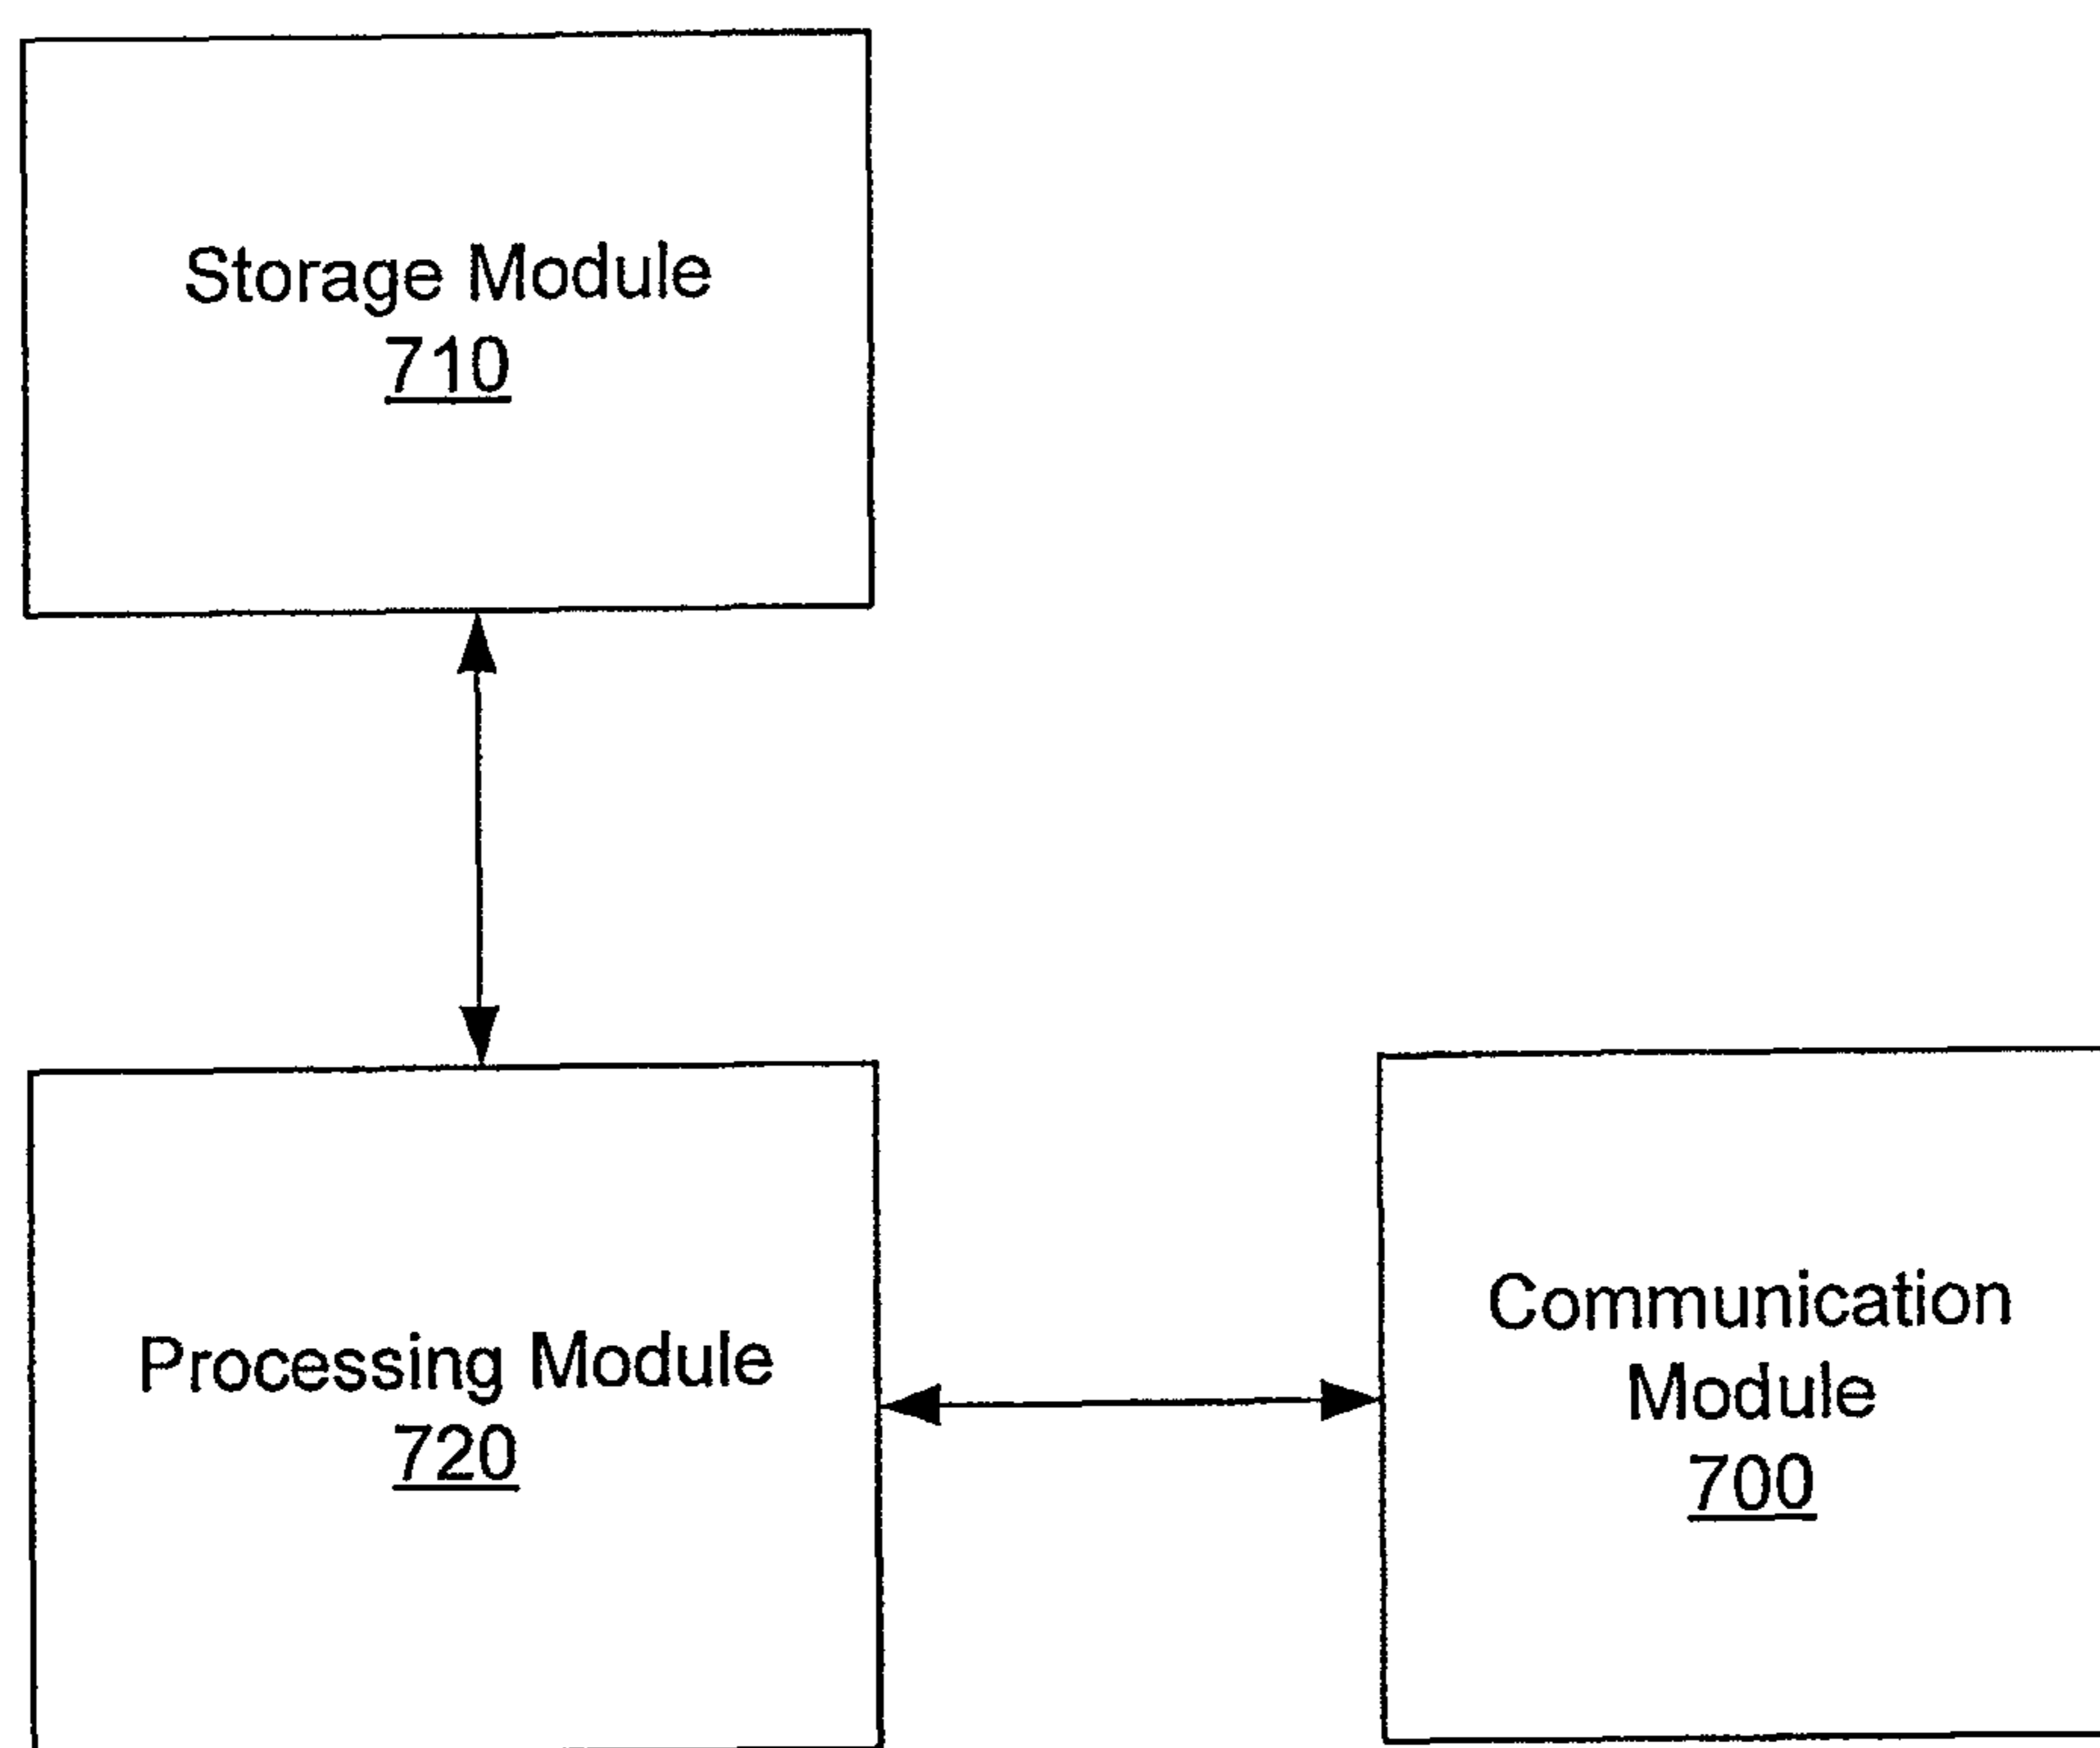 Storage Module
710
Processing Module
720
Communication
Module
700